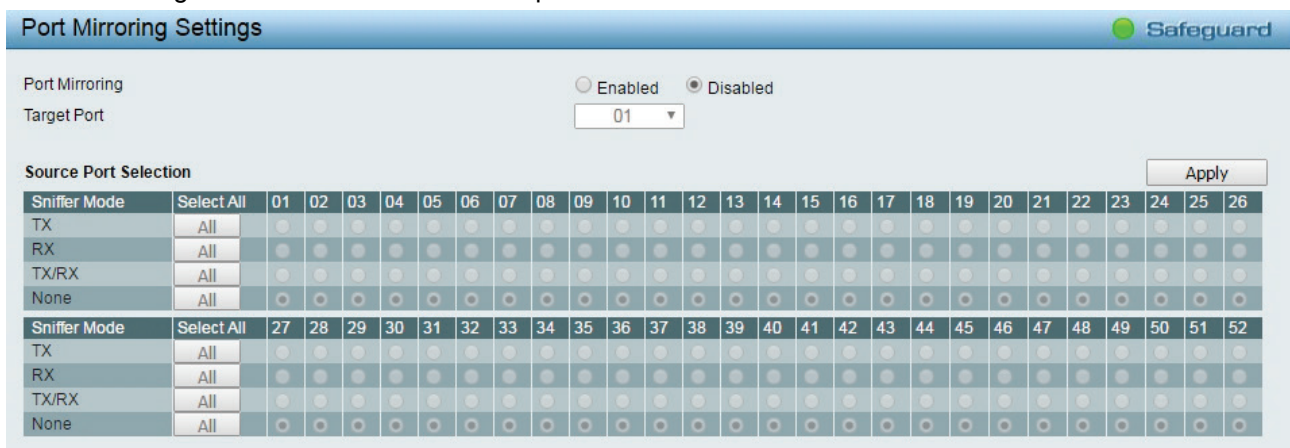 Port Mirroring Settings Safeguard
Port Mirroring Enabled Disabled
Target Port 01
Source Port Selection Apply
Sniffer Mode Select All 01 02 03 04 05 06 07 08 09 10 11 12 13 14 15 16 17 18 19 20 21 22 23 24 25 26
TX All
RX All
TX/RX All
None All
Sniffer Mode Select All 27 28 29 30 31 32 33 34 35 36 37 38 39 40 41 42 43 44 45 46 47 48 49 50 51 52
TX All
RX All
TX/RX All
None All